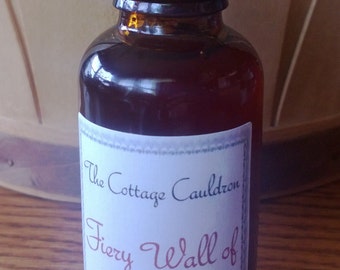 The Cottage Cauldron
Fiery Wall of